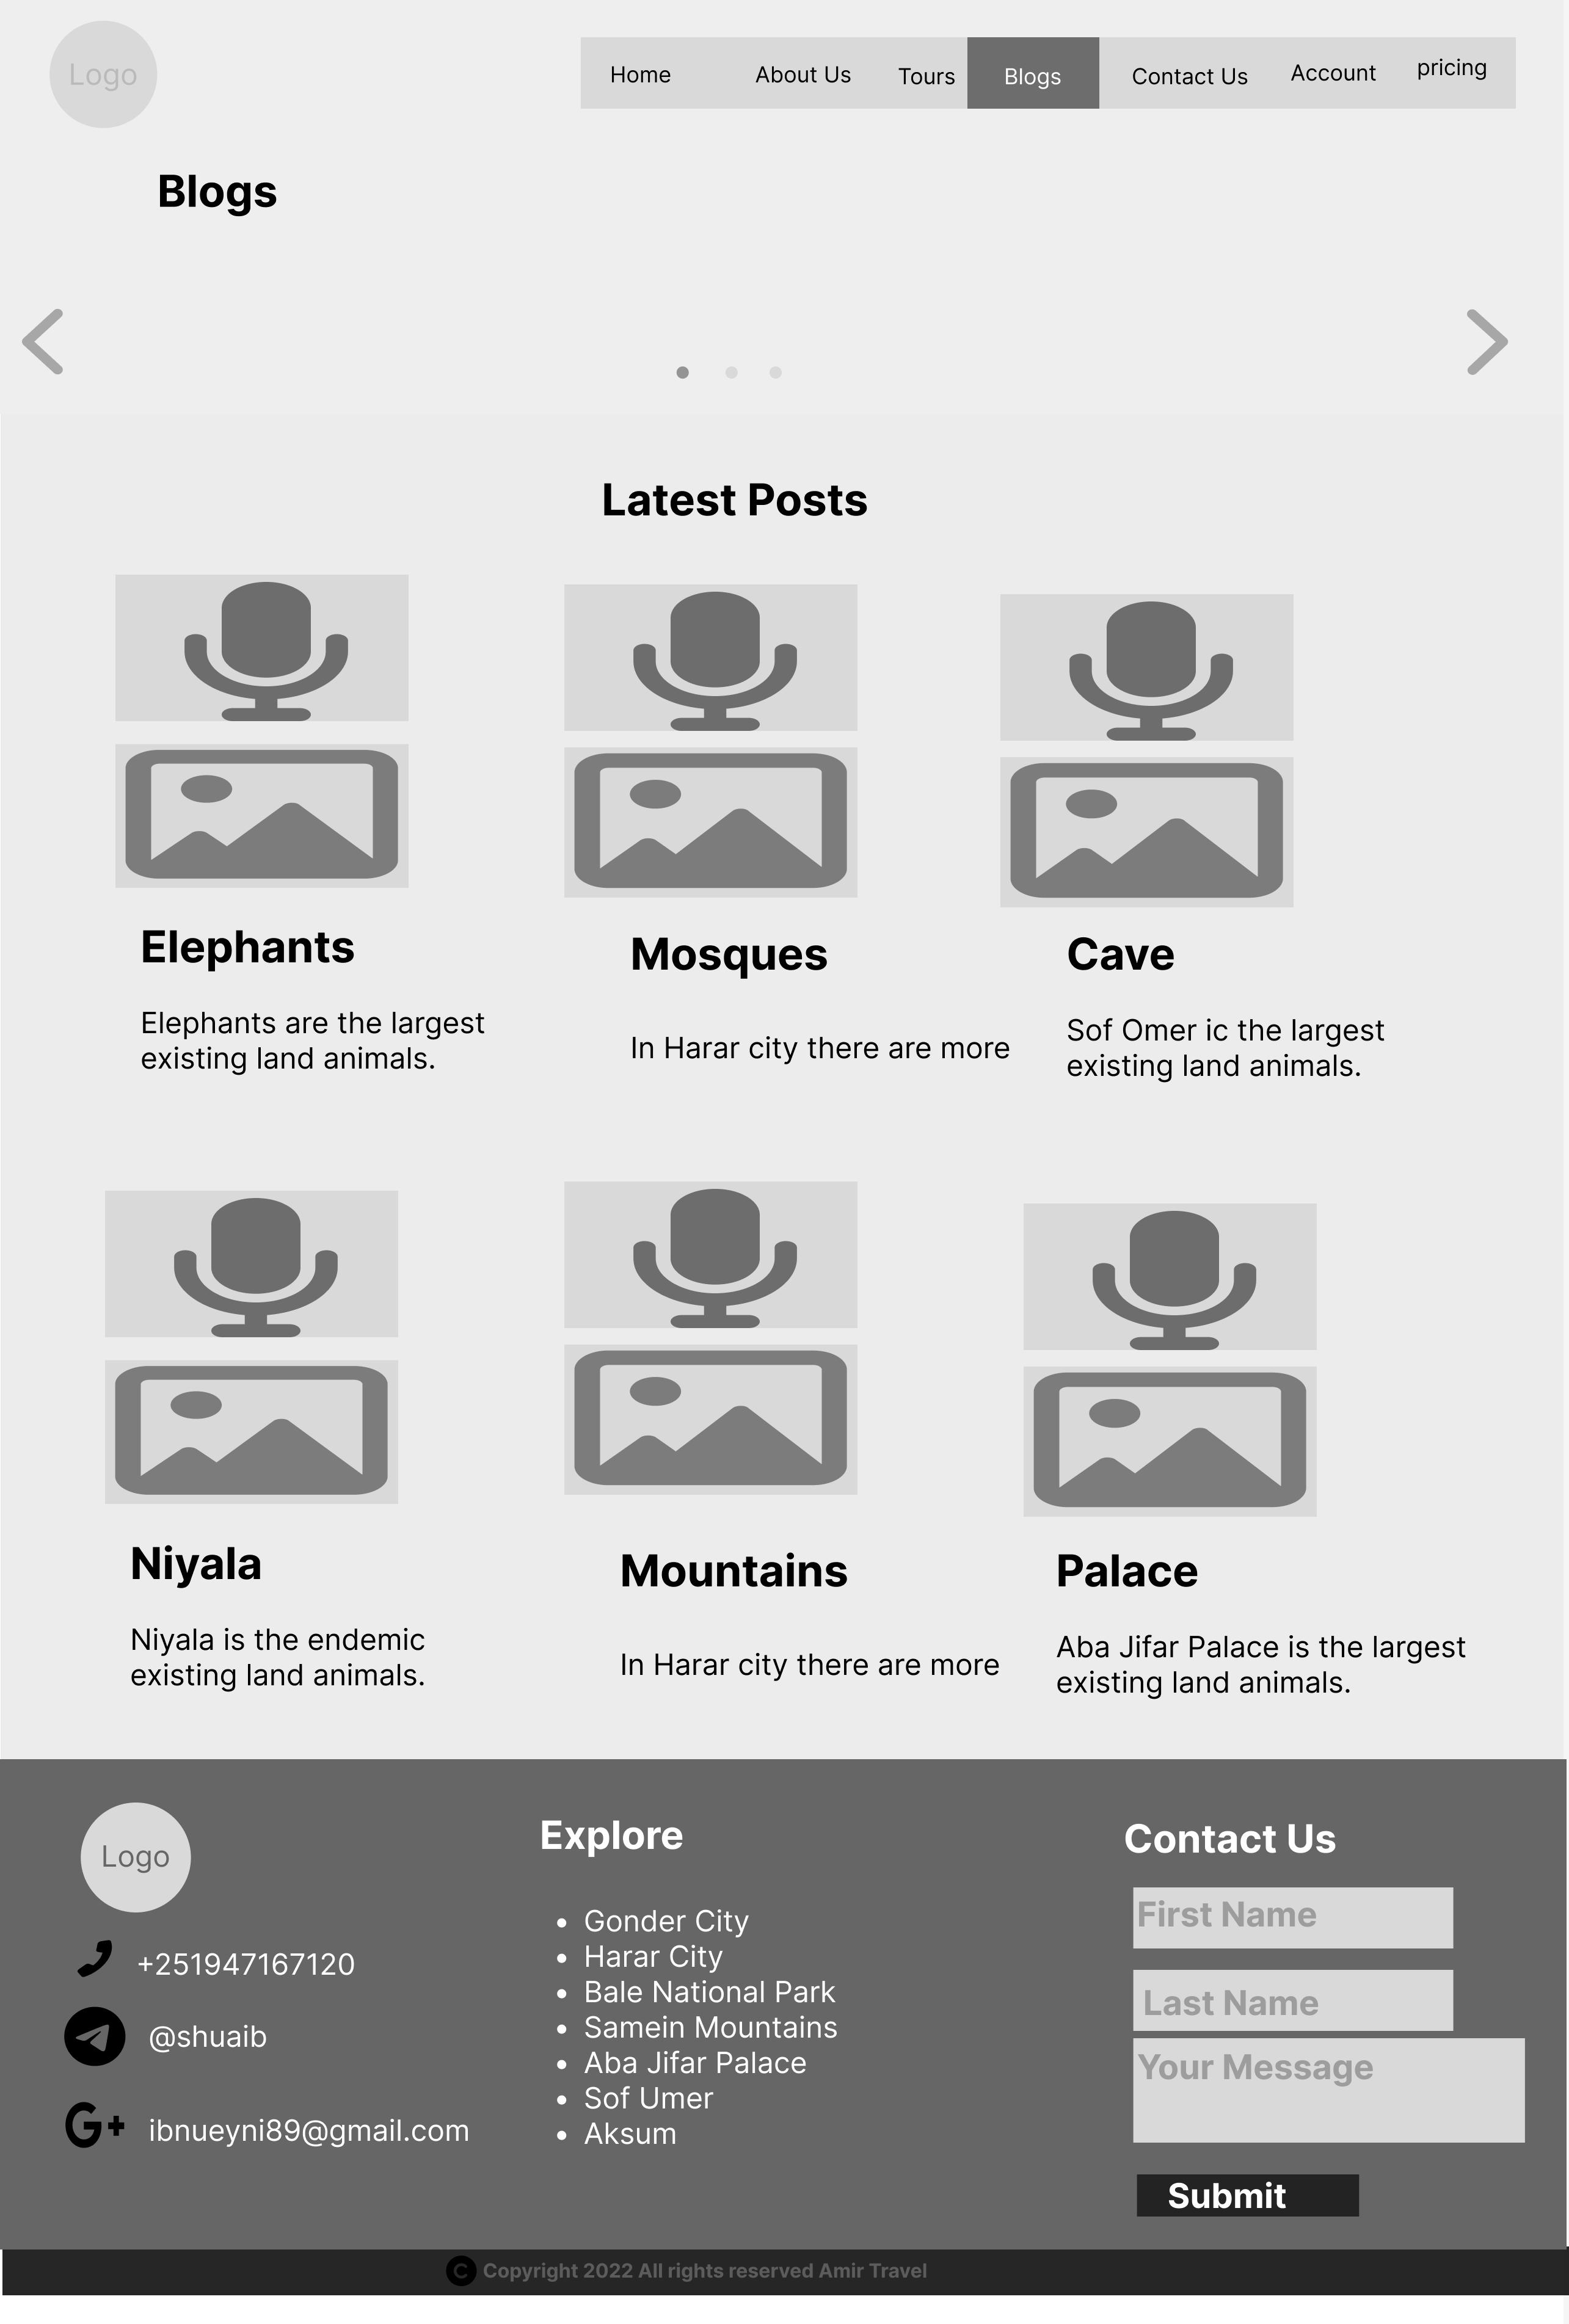 Logo
Home About Us Tours Blogs Contact Us Account pricing
Blogs
Latest Posts
Elephants
Elephants are the largest
existing land animals.
Mosques
In Harar city there are more
Cave
Sof Omer ic the largest
existing land animals.
Niyala
Niyala is the endemic
existing land animals.
Mountains
In Harar city there are more
Palace
Aba Jifar Palace is the largest
existing land animals.
Logo
+251947167120
@shuaib
G+ ibnueyni89@gmail.com
Explore
• Gonder City
• Harar City
• Bale National Park
• Samein Mountains
• Aba Jifar Palace
• Sof Umer
• Aksum
Contact Us
First Name
Last Name
Your Message
Submit
© Copyright 2022 All rights reserved Amir Travel